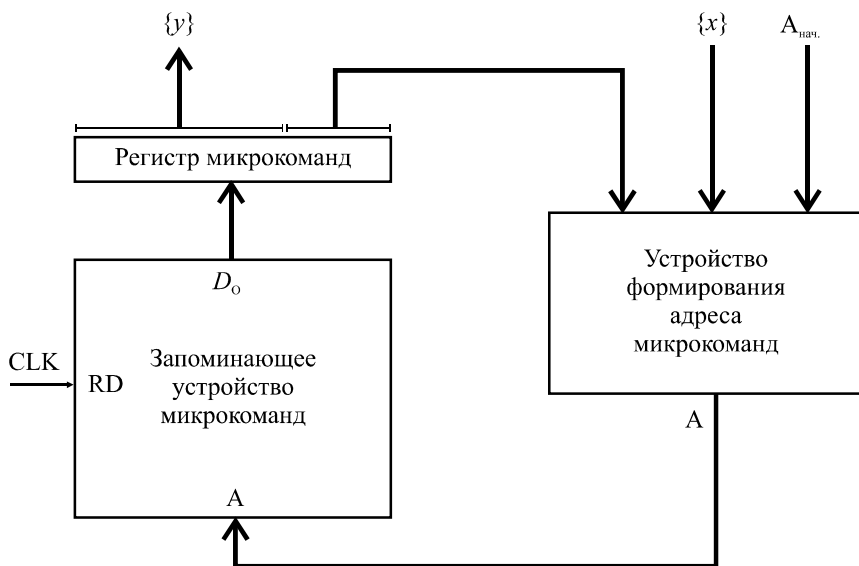 {y}
{x}
Aнач.
Регистр микрокоманд
Dо
CLK
RD
Запоминающее
устройство
микрокоманд
A
Устройство
формирования
адреса
микрокоманд
A